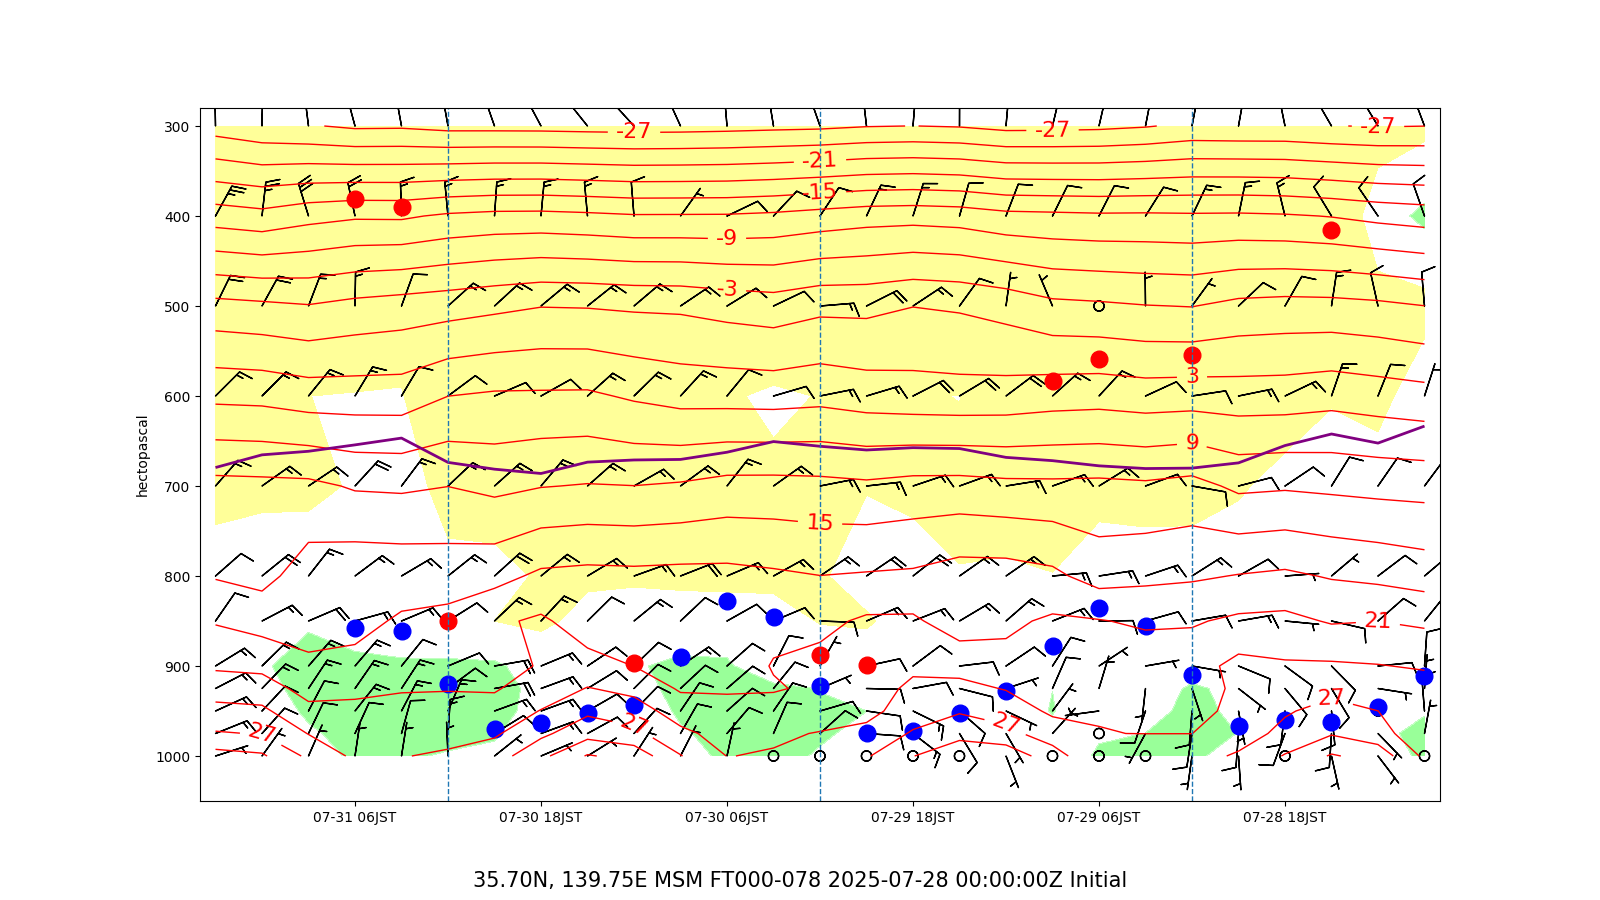 300
400
500
600
700
800
900
1000
hectopascal
-27
-27
-27
-21
-15
-9
-3
3
9
15
21
27
27
27
27
07-31 06JST
07-30 18JST
07-30 06JST
07-29 18JST
07-29 06JST
07-28 18JST
35.70N, 139.75E MSM FT000-078 2025-07-28 00:00:00Z Initial